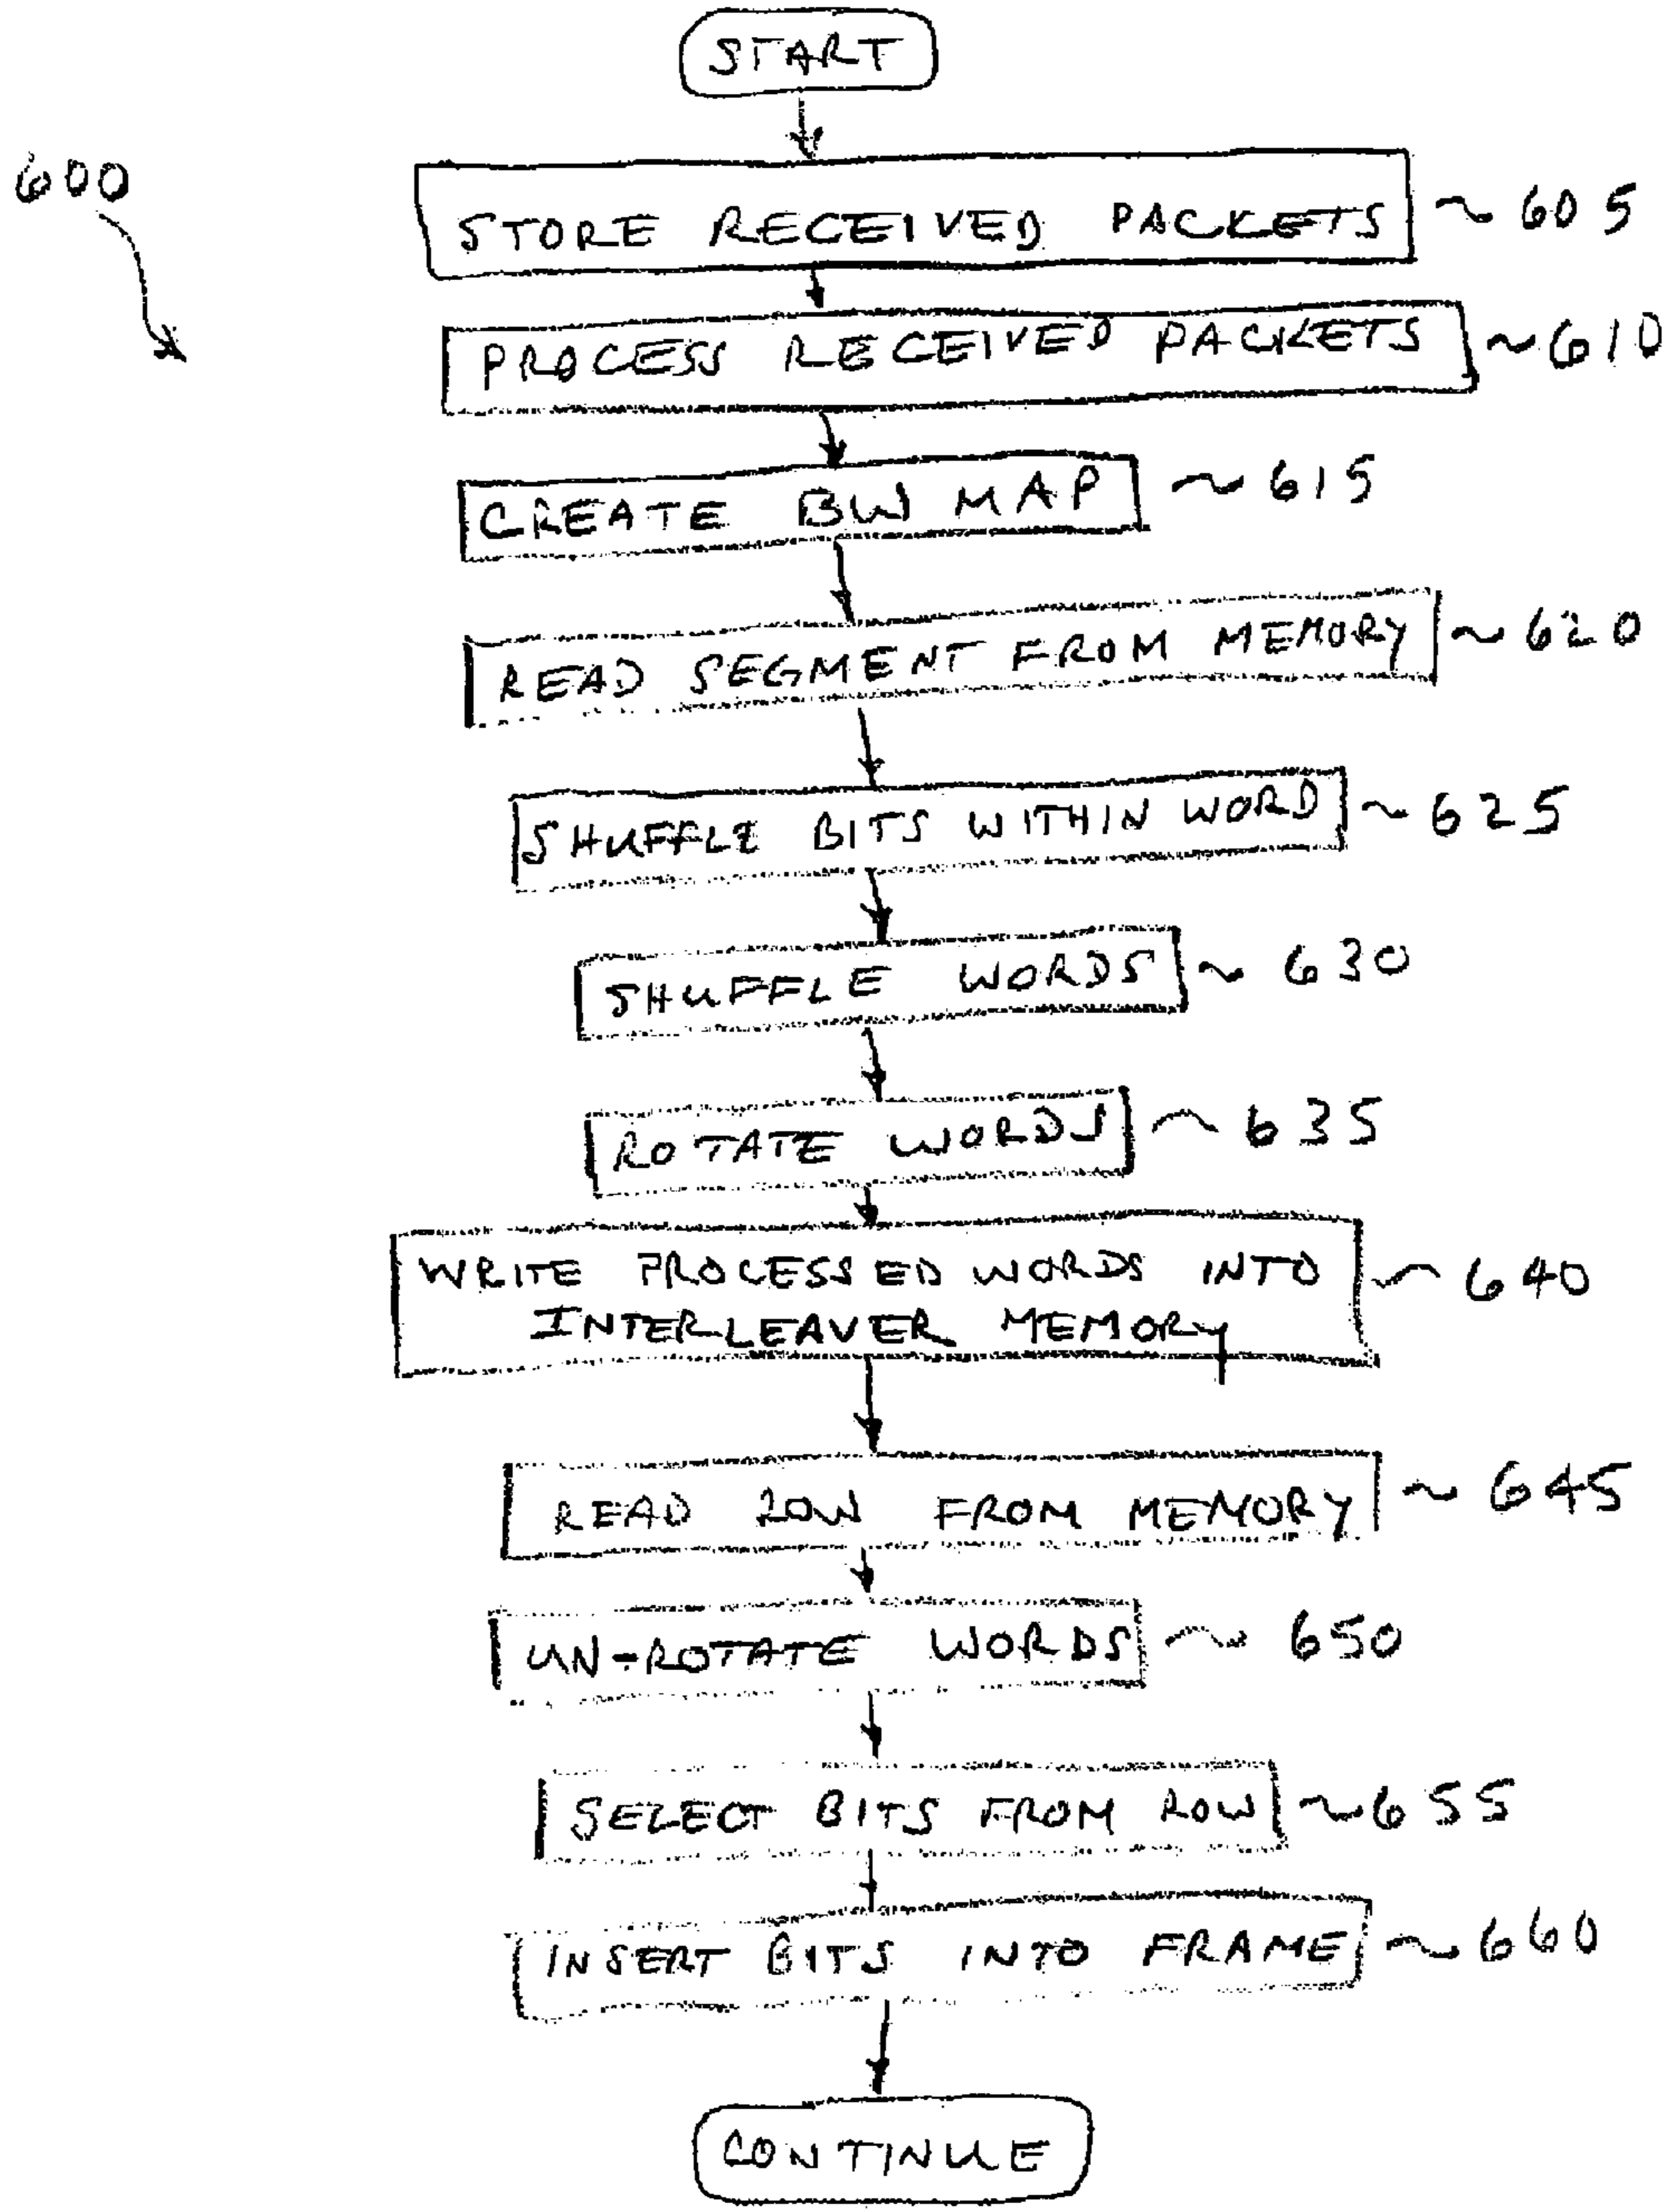 START
600
STORE RECEIVED PACKETS ~ 605
PROCESS RECEIVED PACKETS ~ 610
CREATE BW MAP ~ 615
READ SEGMENT FROM MEMORY ~ 620
SHUFFLE BITS WITHIN WORD ~ 625
SHUFFLE WORDS ~ 630
ROTATE WORDS ~ 635
WRITE PROCESSED WORDS INTO ~ 640
INTERLEAVER MEMORY
READ ROW FROM MEMORY ~ 645
UN-ROTATE WORDS ~ 650
SELECT BITS FROM ROW ~ 655
INSERT BITS INTO FRAME ~ 660
CONTINUE